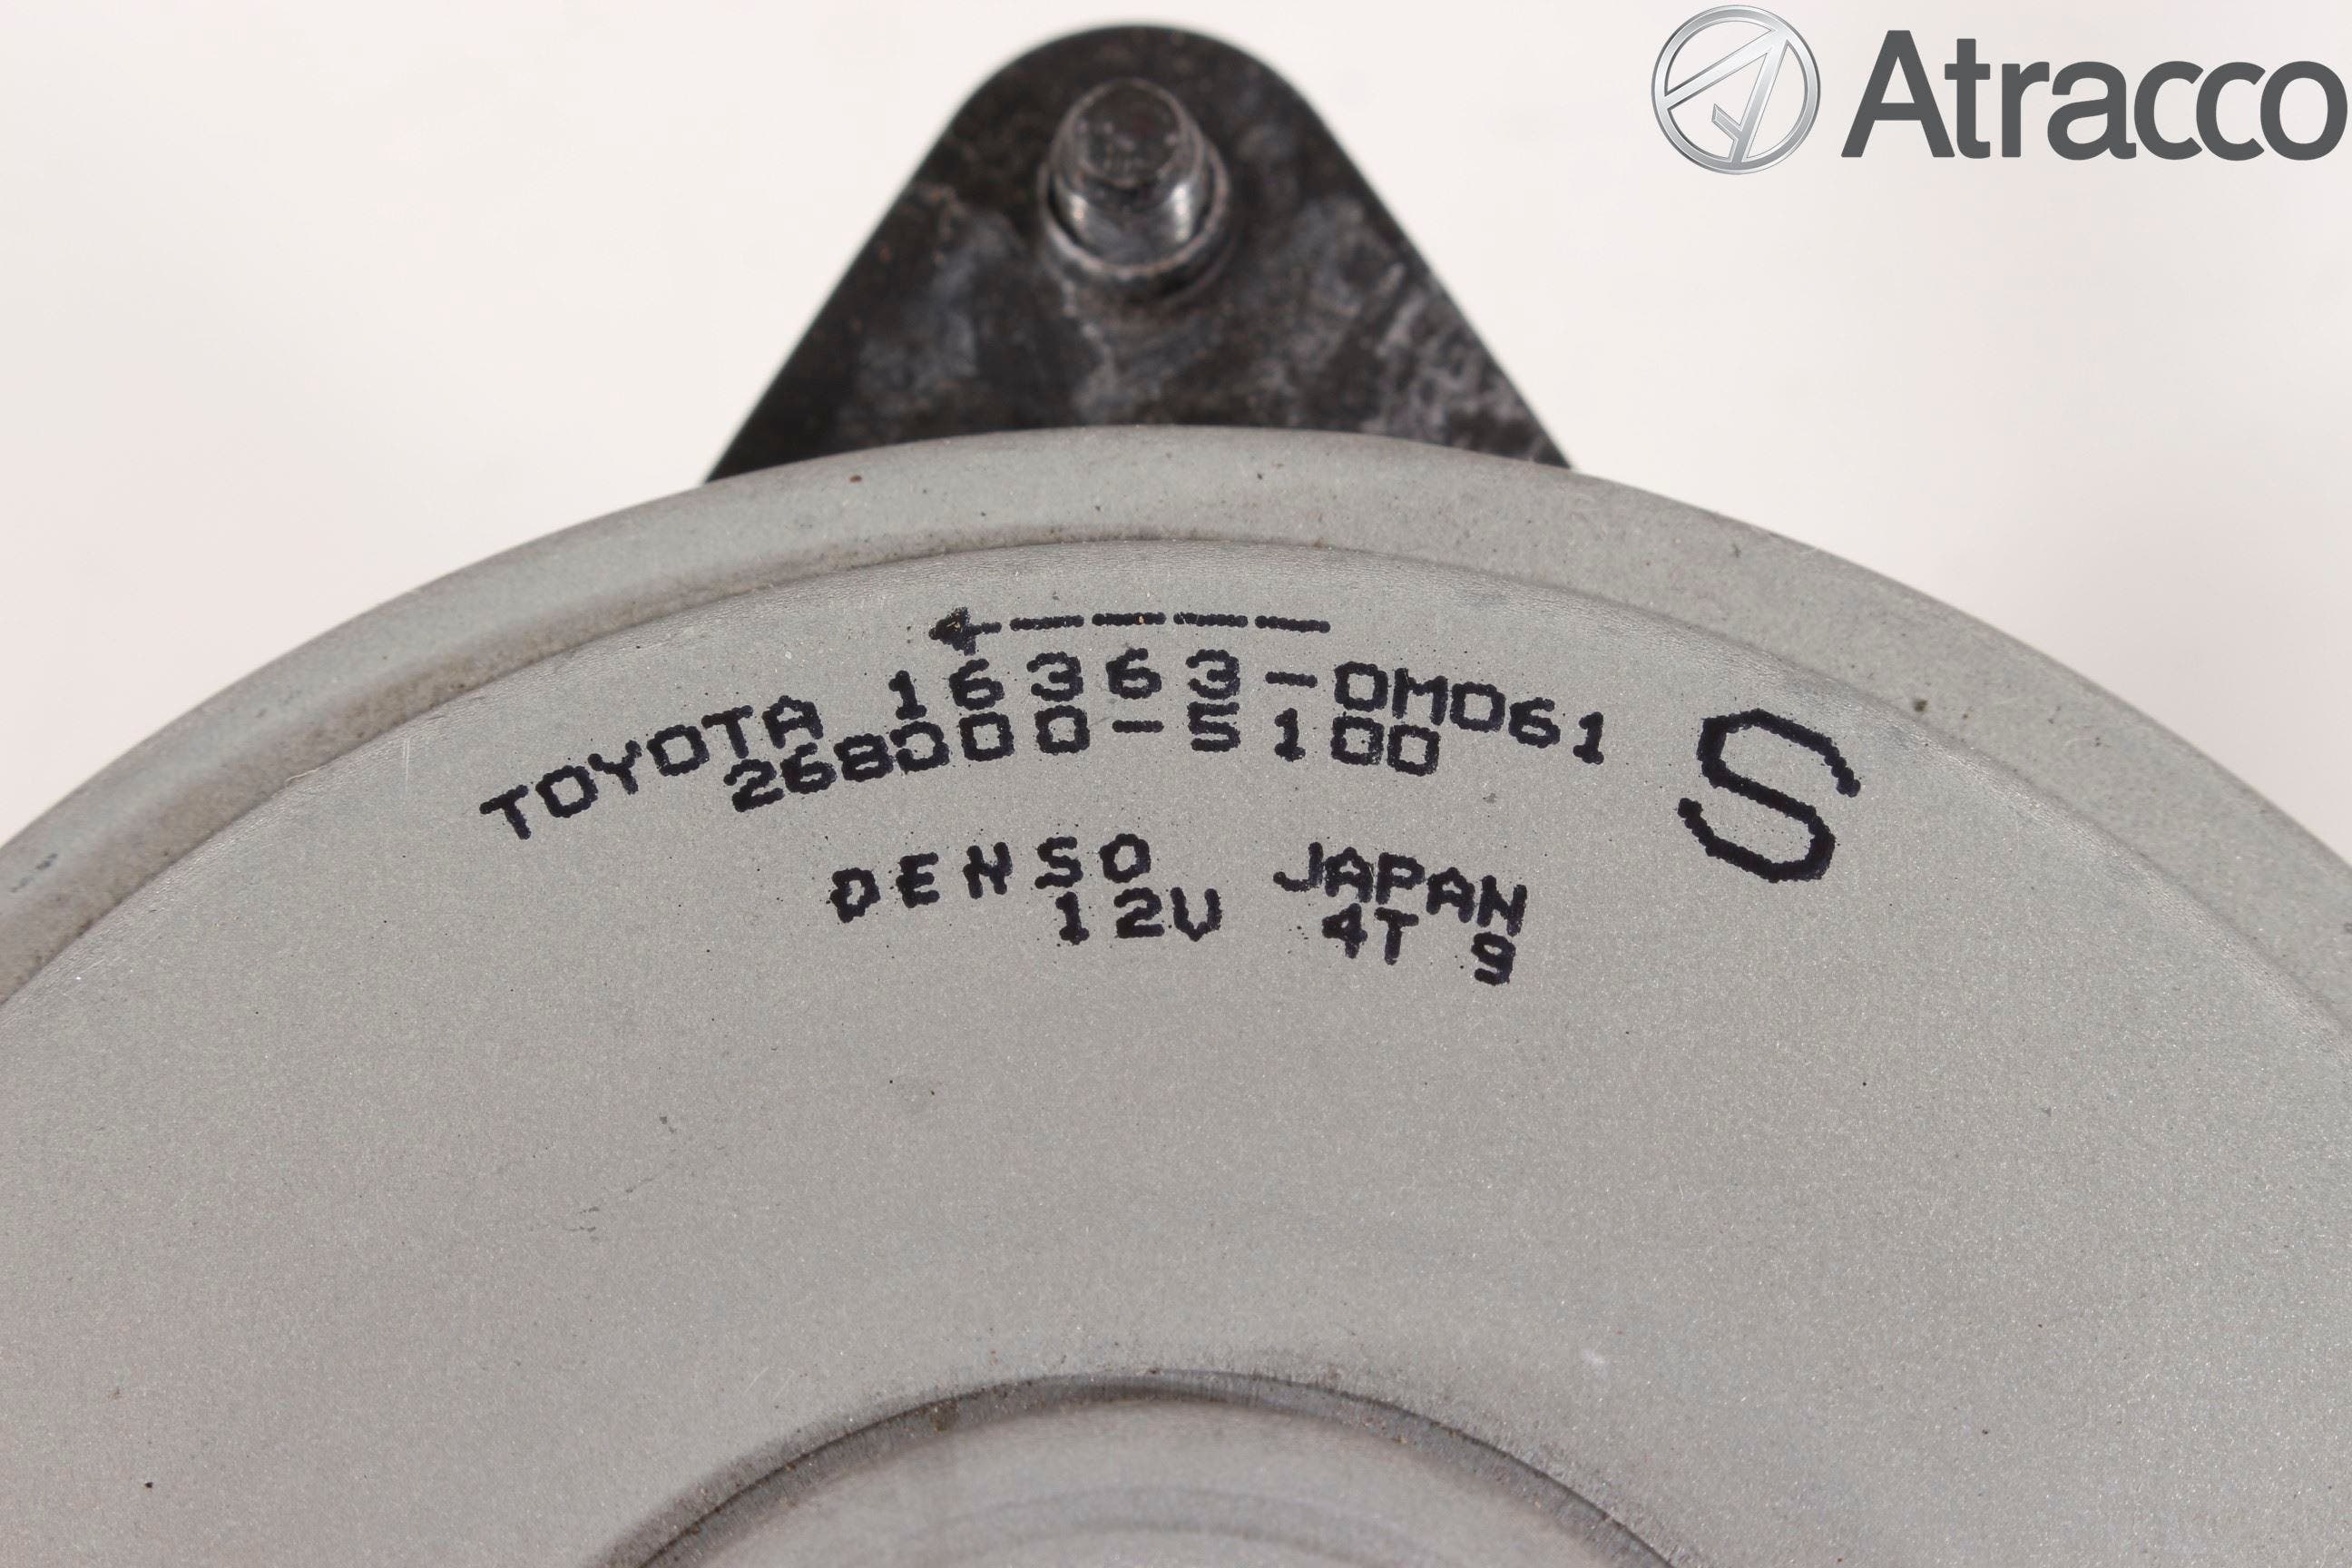 Atracco
TOYOTA 16363-0M061
268000-5100
S
DENSO JAPAN
12V 4T 9